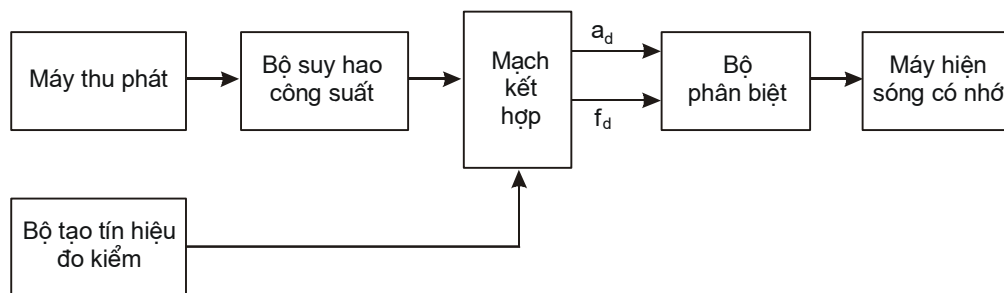 Máy thu phát
Bộ suy hao
công suất
Mạch
kết
hợp
a_d
f_d
Bộ
phân biệt
Máy hiện
sóng có nhớ
Bộ tạo tín hiệu
đo kiểm